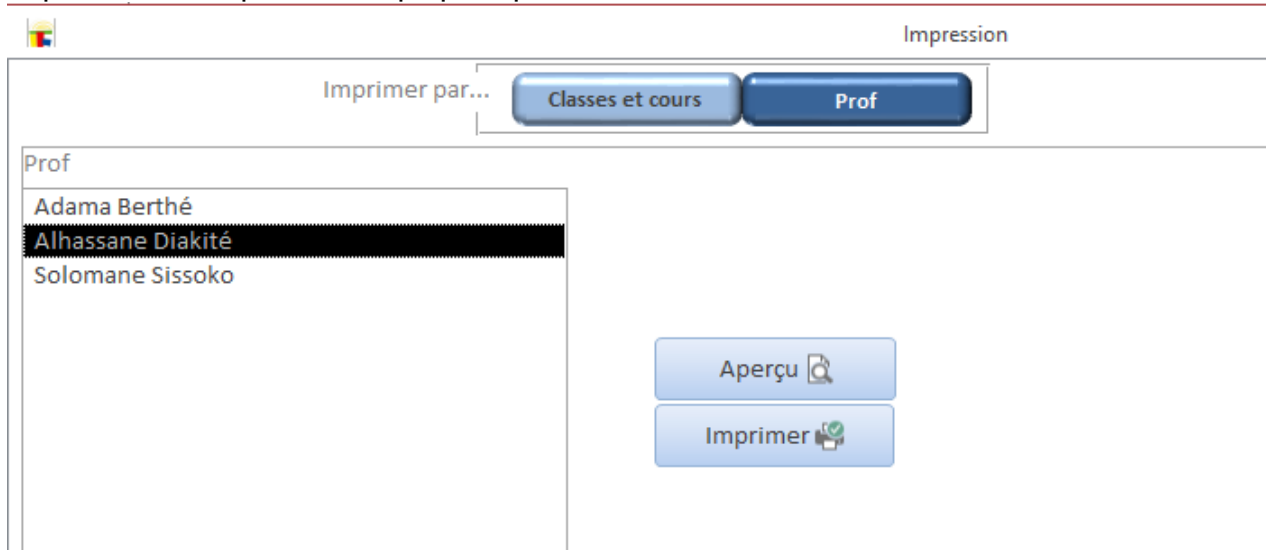 Impression
Imprimer par...
Classes et cours
Prof
Prof
Adama Berthé
Alhassane Diakité
Solomane Sissoko
Aperçu
Imprimer